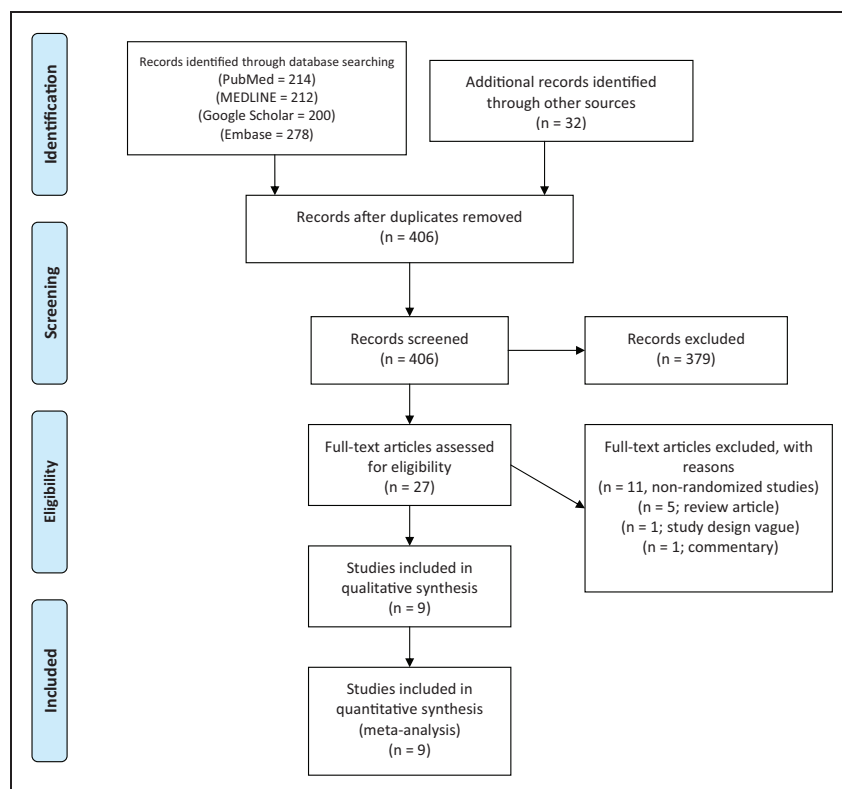 Identification
Records identified through database searching
(PubMed = 214)
(MEDLINE = 212)
(Google Scholar = 200)
(Embase = 278)
Additional records identified
through other sources
(n = 32)
Records after duplicates removed
(n = 406)
Screening
Records screened
(n = 406)
Records excluded
(n = 379)
Eligibility
Full-text articles assessed
for eligibility
(n = 27)
Full-text articles excluded, with
reasons
(n = 11, non-randomized studies)
(n = 5; review article)
(n = 1; study design vague)
(n = 1; commentary)
Studies included in
qualitative synthesis
(n = 9)
Included
Studies included in
quantitative synthesis
(meta-analysis)
(n = 9)